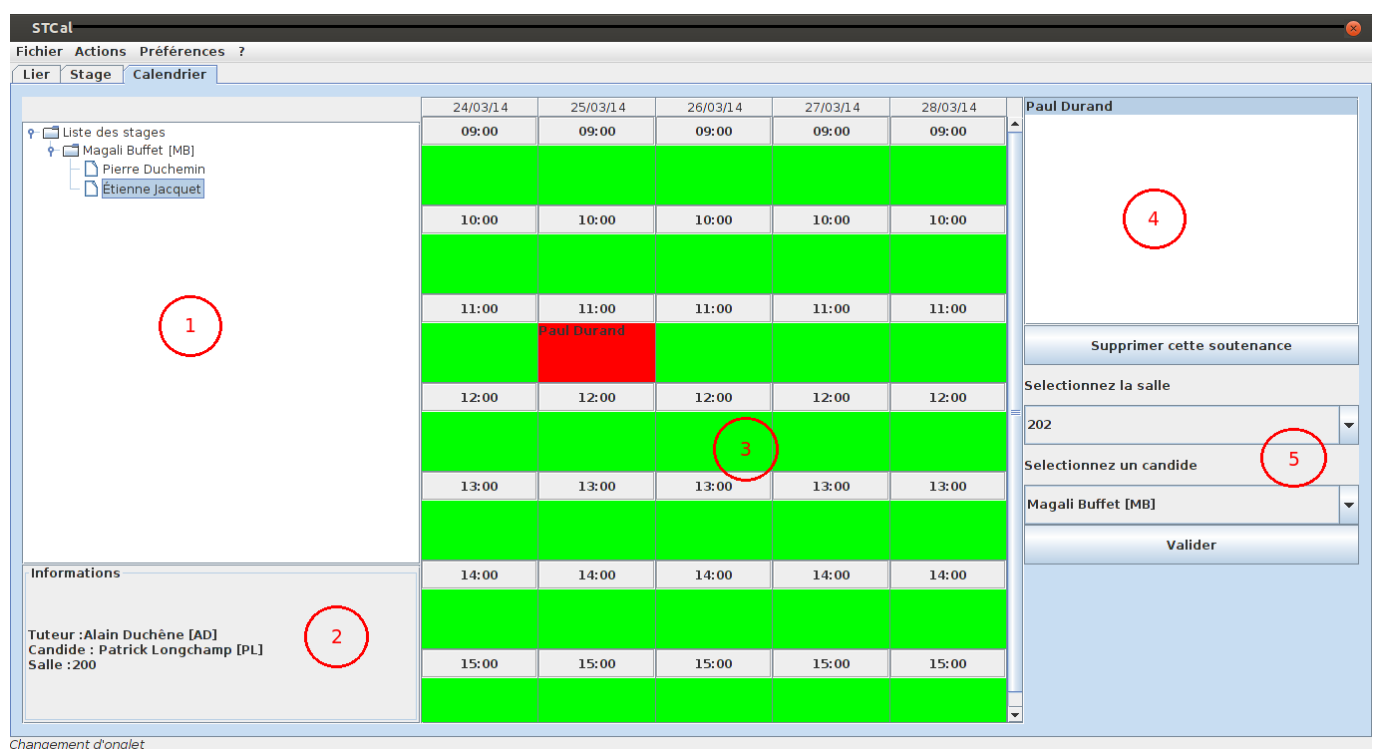 STCal
Fichier Actions Préférences ?
Lier Stage Calendrier
24/03/14 25/03/14 26/03/14 27/03/14 28/03/14
Paul Durand
Liste des stages
Magali Buffet [MB]
Pierre Duchemin
Étienne Jacquet
1
09:00 09:00 09:00 09:00 09:00
10:00 10:00 10:00 10:00 10:00
11:00 11:00 11:00 11:00 11:00
Paul Durand
12:00 12:00 12:00 12:00 12:00
3
13:00 13:00 13:00 13:00 13:00
14:00 14:00 14:00 14:00 14:00
15:00 15:00 15:00 15:00 15:00
4
Supprimer cette soutenance
Selectionnez la salle
202
Selectionnez un candide
5
Magali Buffet [MB]
Valider
Informations
Tuteur :Alain Duchêne [AD]
Candide : Patrick Longchamp [PL]
Salle :200
2
Changement d'onglet